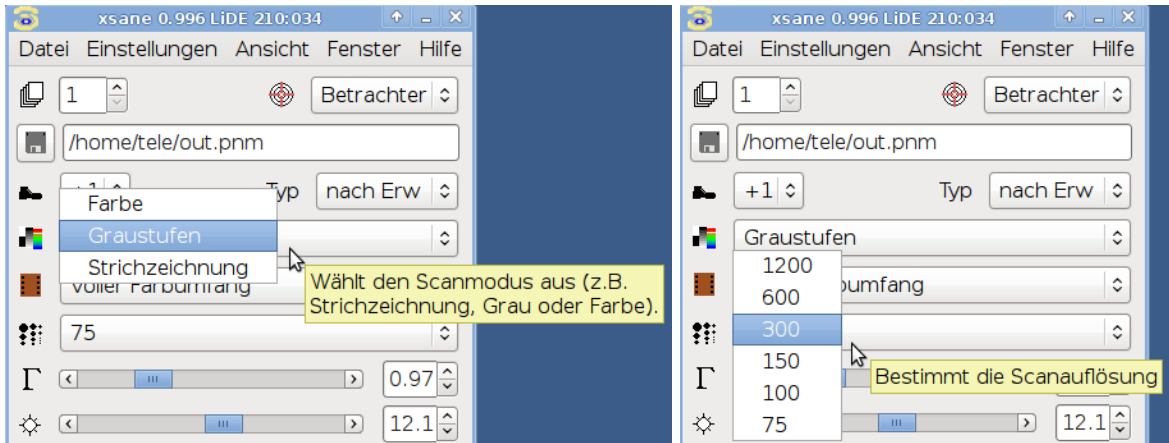 xsane 0.996 LiDE 210:034
Datei Einstellungen Ansicht Fenster Hilfe
1 Betrachter
/home/tele/out.pnm
+1 Typ nach Erw
Farbe
Graustufen
Strichzeichnung
Wählt den Scanmodus aus (z.B.
Strichzeichnung, Grau oder Farbe).
voller Farbumfang
75
Γ 0.97
12.1
xsane 0.996 LiDE 210:034
Datei Einstellungen Ansicht Fenster Hilfe
1 Betrachter
/home/tele/out.pnm
+1 Typ nach Erw
Graustufen
1200
600
300
150
100
75
Bestimmt die Scanauflösung
Γ
12.1